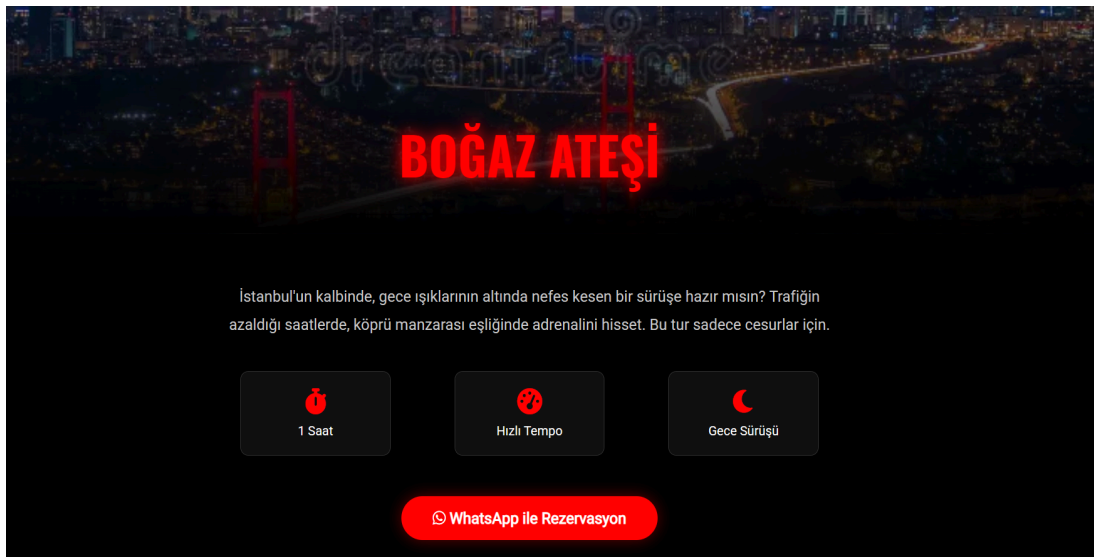 dreamstime
BOĞAZ ATEŞİ
İstanbul'un kalbinde, gece ışıklarının altında nefes kesen bir sürüşe hazır mısın? Trafiğin
azaldığı saatlerde, köprü manzarası eşliğinde adrenalini hisset. Bu tur sadece cesurlar için.
1 Saat
Hızlı Tempo
Gece Sürüşü
WhatsApp ile Rezervasyon